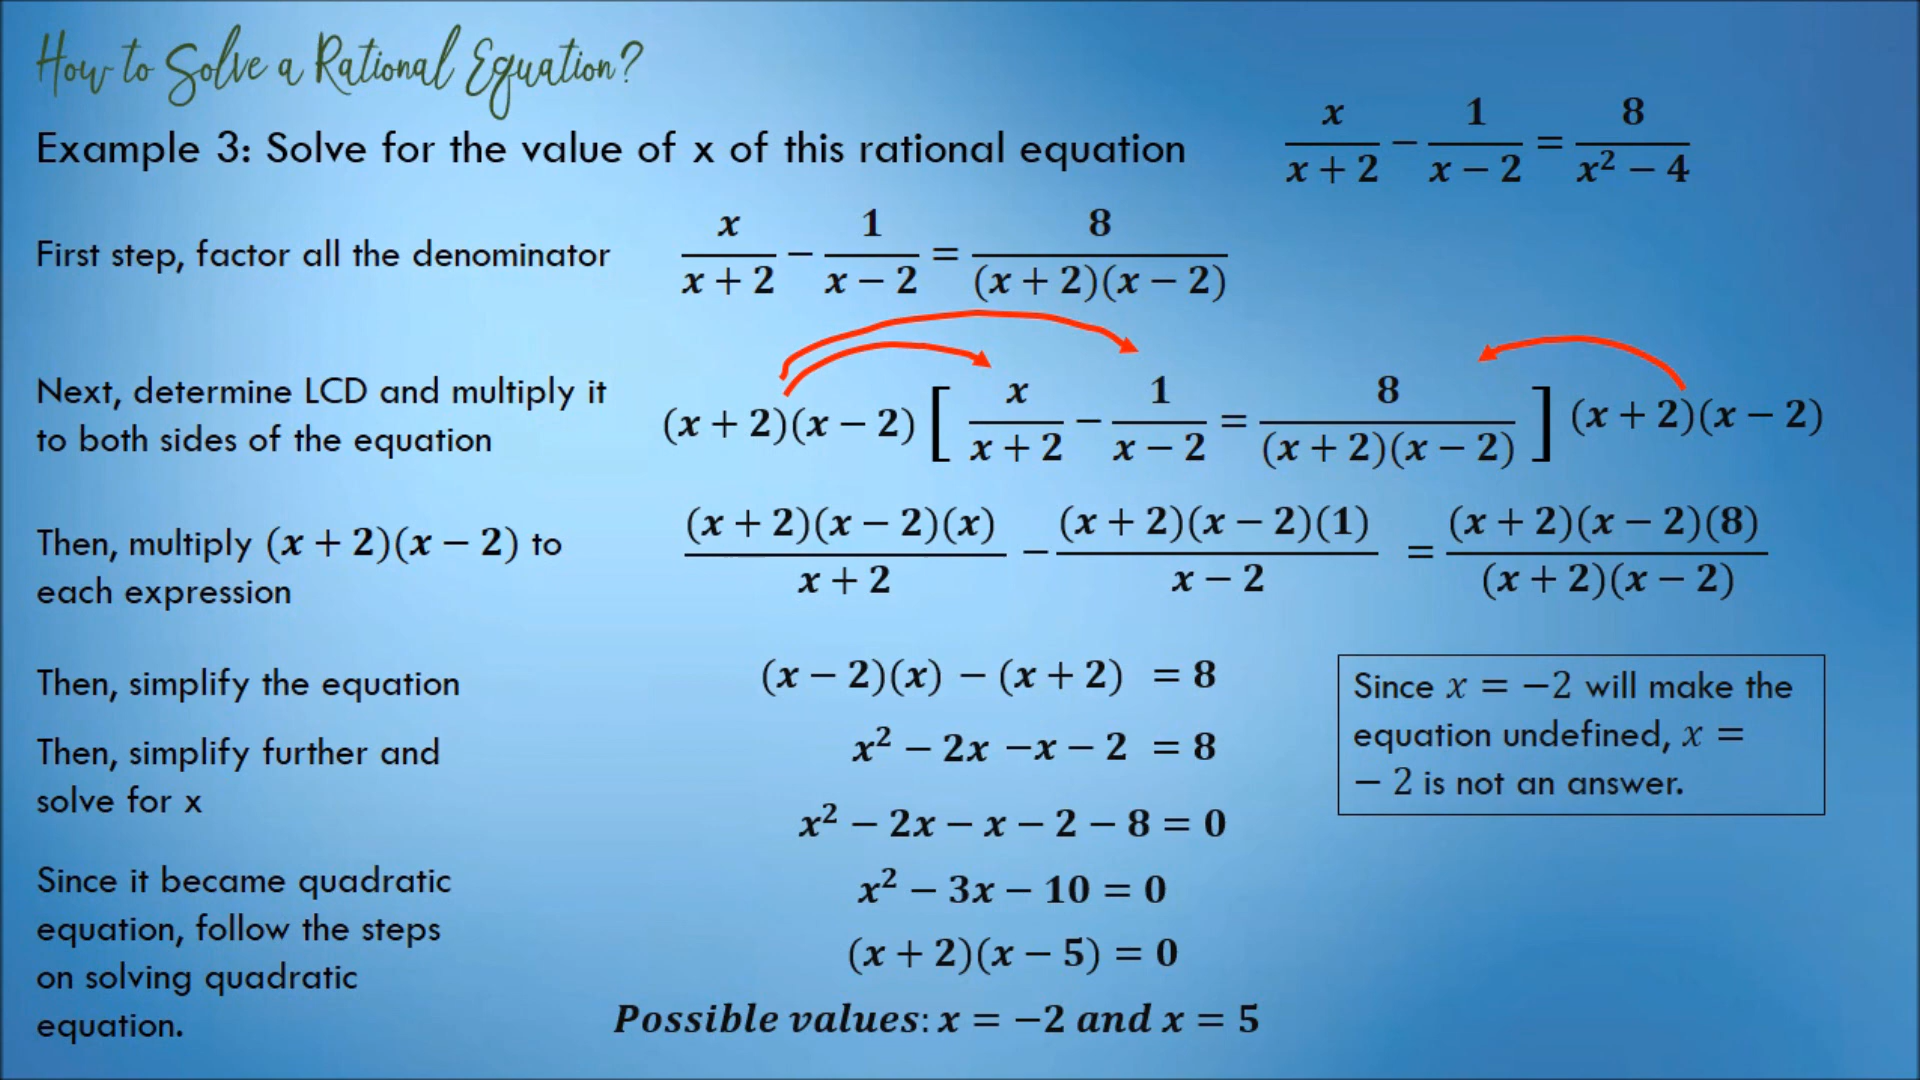 How to Solve a Rational Equation?
Example 3: Solve for the value of x of this rational equation x/(x + 2) − 1/(x − 2) = 8/(x² − 4)
First step, factor all the denominator x/(x + 2) − 1/(x − 2) = 8/((x + 2)(x − 2))
Next, determine LCD and multiply it
to both sides of the equation
(x + 2)(x − 2) [ x/(x + 2) − 1/(x − 2) = 8/((x + 2)(x − 2)) ] (x + 2)(x − 2)
Then, multiply (x + 2)(x − 2) to
each expression
(x + 2)(x − 2)(x)/(x + 2) − (x + 2)(x − 2)(1)/(x − 2) = (x + 2)(x − 2)(8)/((x + 2)(x − 2))
Then, simplify the equation
(x − 2)(x) − (x + 2) = 8
Then, simplify further and
solve for x
x² − 2x −x − 2 = 8
x² − 2x − x − 2 − 8 = 0
Since it became quadratic
equation, follow the steps
on solving quadratic
equation.
x² − 3x − 10 = 0
(x + 2)(x − 5) = 0
Possible values: x = −2 and x = 5
Since x = −2 will make the
equation undefined, x =
− 2 is not an answer.